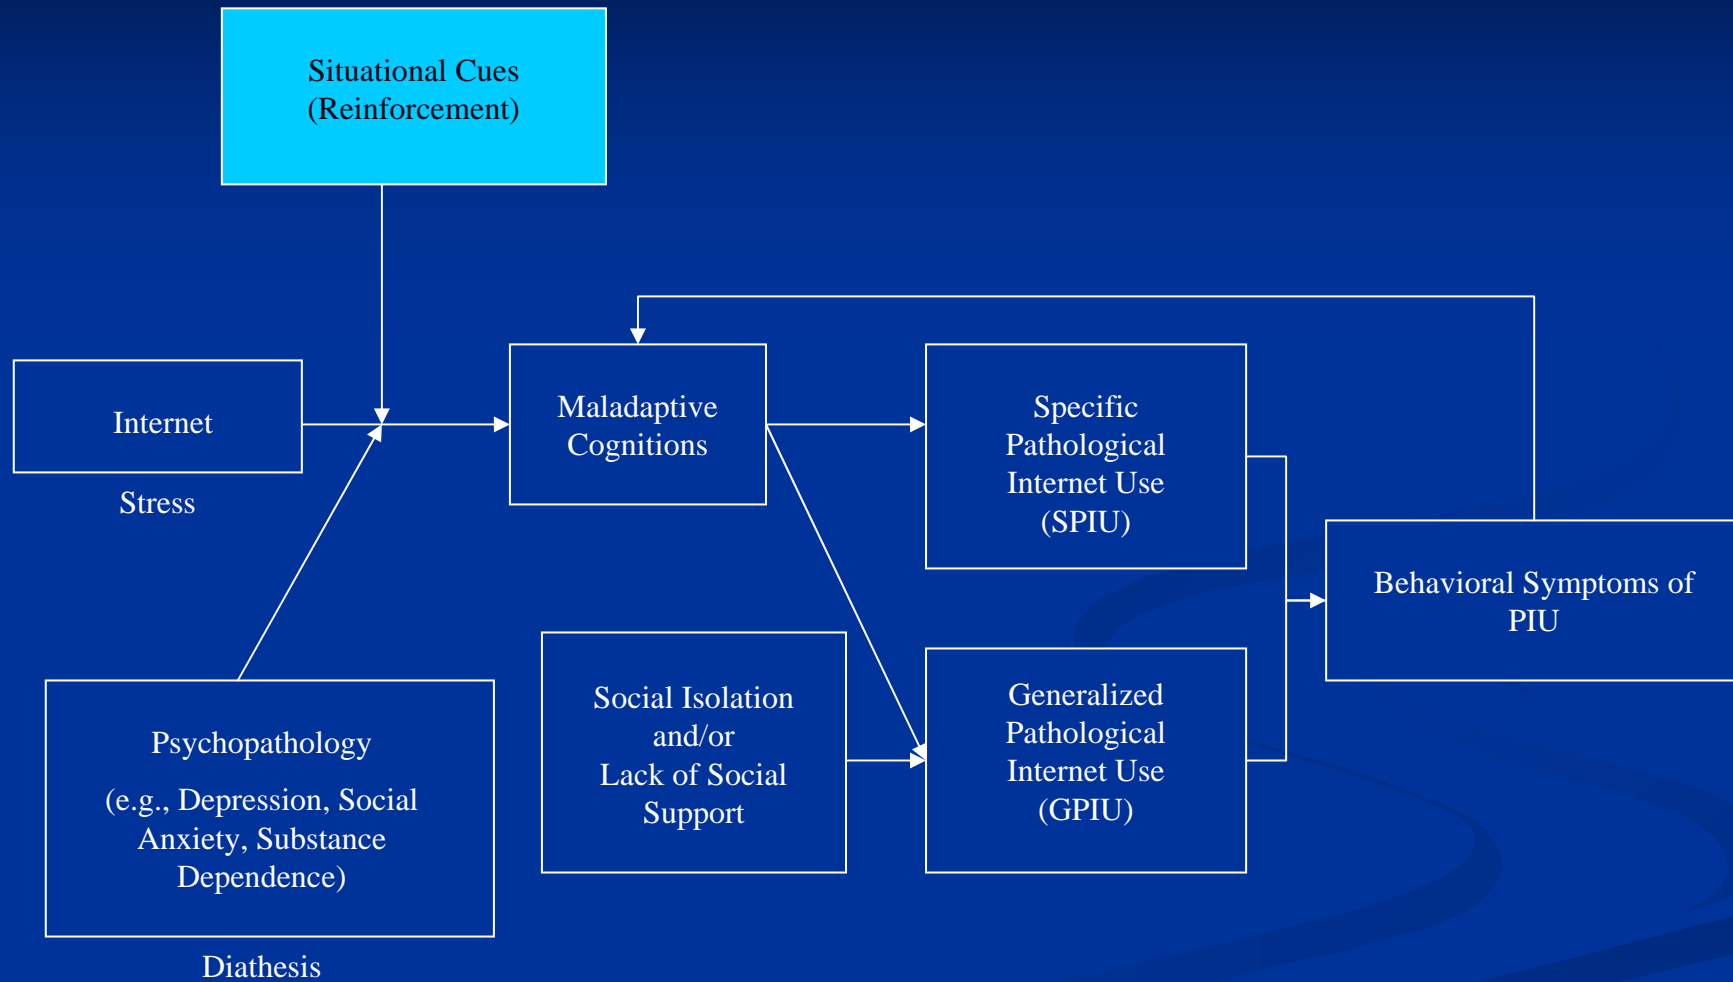 Situational Cues
(Reinforcement)
Internet
Stress
Maladaptive
Cognitions
Specific
Pathological
Internet Use
(SPIU)
Behavioral Symptoms of
PIU
Psychopathology
(e.g., Depression, Social
Anxiety, Substance
Dependence)
Diathesis
Social Isolation
and/or
Lack of Social
Support
Generalized
Pathological
Internet Use
(GPIU)